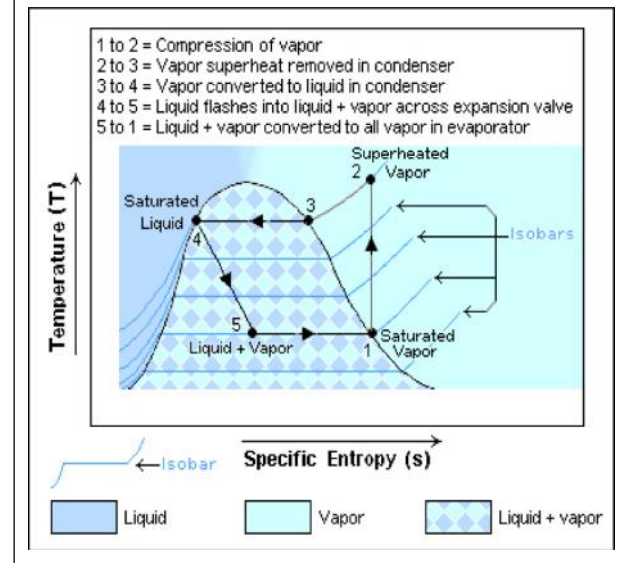 1 to 2 = Compression of vapor
2 to 3 = Vapor superheat removed in condenser
3 to 4 = Vapor converted to liquid in condenser
4 to 5 = Liquid flashes into liquid + vapor across expansion valve
5 to 1 = Liquid + vapor converted to all vapor in evaporator
Superheated
2 Vapor
Saturated
Liquid
3
4
Isobars
5
Liquid + Vapor
1
Saturated
Vapor
Temperature (T)
Isobar
Specific Entropy (s)
Liquid
Vapor
Liquid + vapor